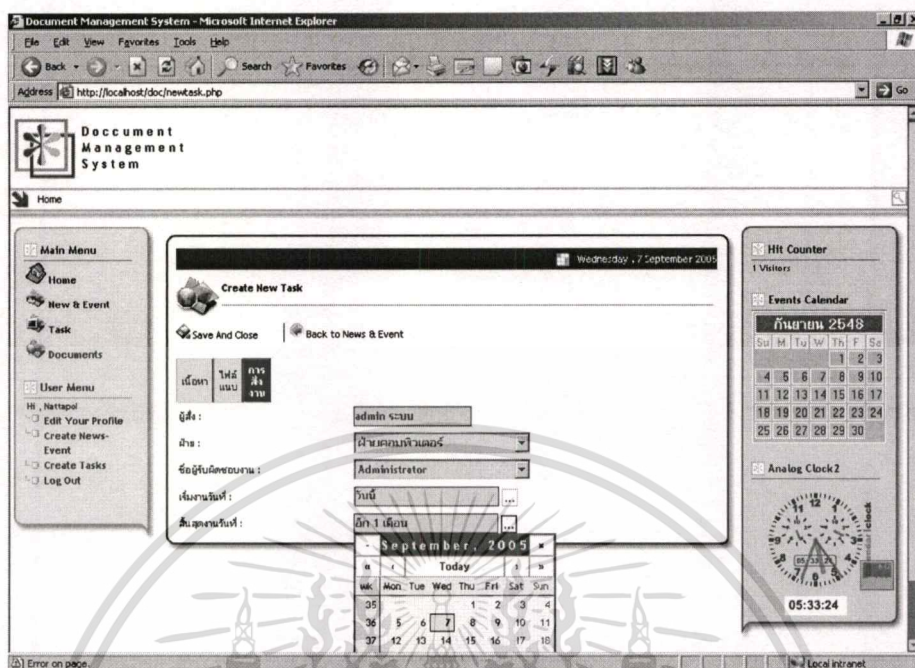 Document Management System - Microsoft Internet Explorer
File Edit View Favorites Tools Help
Back Search Favorites
Address http://localhost/doc/newtask.php Go
Doccument
Management
System
Home
Main Menu
Home
New & Event
Task
Documents
User Menu
Hi , Nattapol
Edit Your Profile
Create News-
Event
Create Tasks
Log Out
Wednesday , 7 September 2005
Create New Task
Save And Close Back to News & Event
เนื้อหา
ไฟล์
แนบ
การ
สั่ง
งาน
ผู้สั่ง : admin ระบบ
ฝ่าย : ฝ่ายคอมพิวเตอร์
ชื่อผู้รับผิดชอบงาน : Administrator
เริ่มงานวันที่ : วันนี้ ...
สิ้นสุดงานวันที่ : อีก 1 เดือน ...
September, 2005
« ‹ Today › »
wk Mon Tue Wed Thu Fri Sat Sun
35 1 2 3 4
36 5 6 7 8 9 10 11
37 12 13 14 15 16 17 18
Hit Counter
1 Visitors
Events Calendar
กันยายน 2548
Su M Tu W Th F Sa
1 2 3
4 5 6 7 8 9 10
11 12 13 14 15 16 17
18 19 20 21 22 23 24
25 26 27 28 29 30
Analog Clock2
12
9
3
6
05:33:24
Error on page. Local intranet